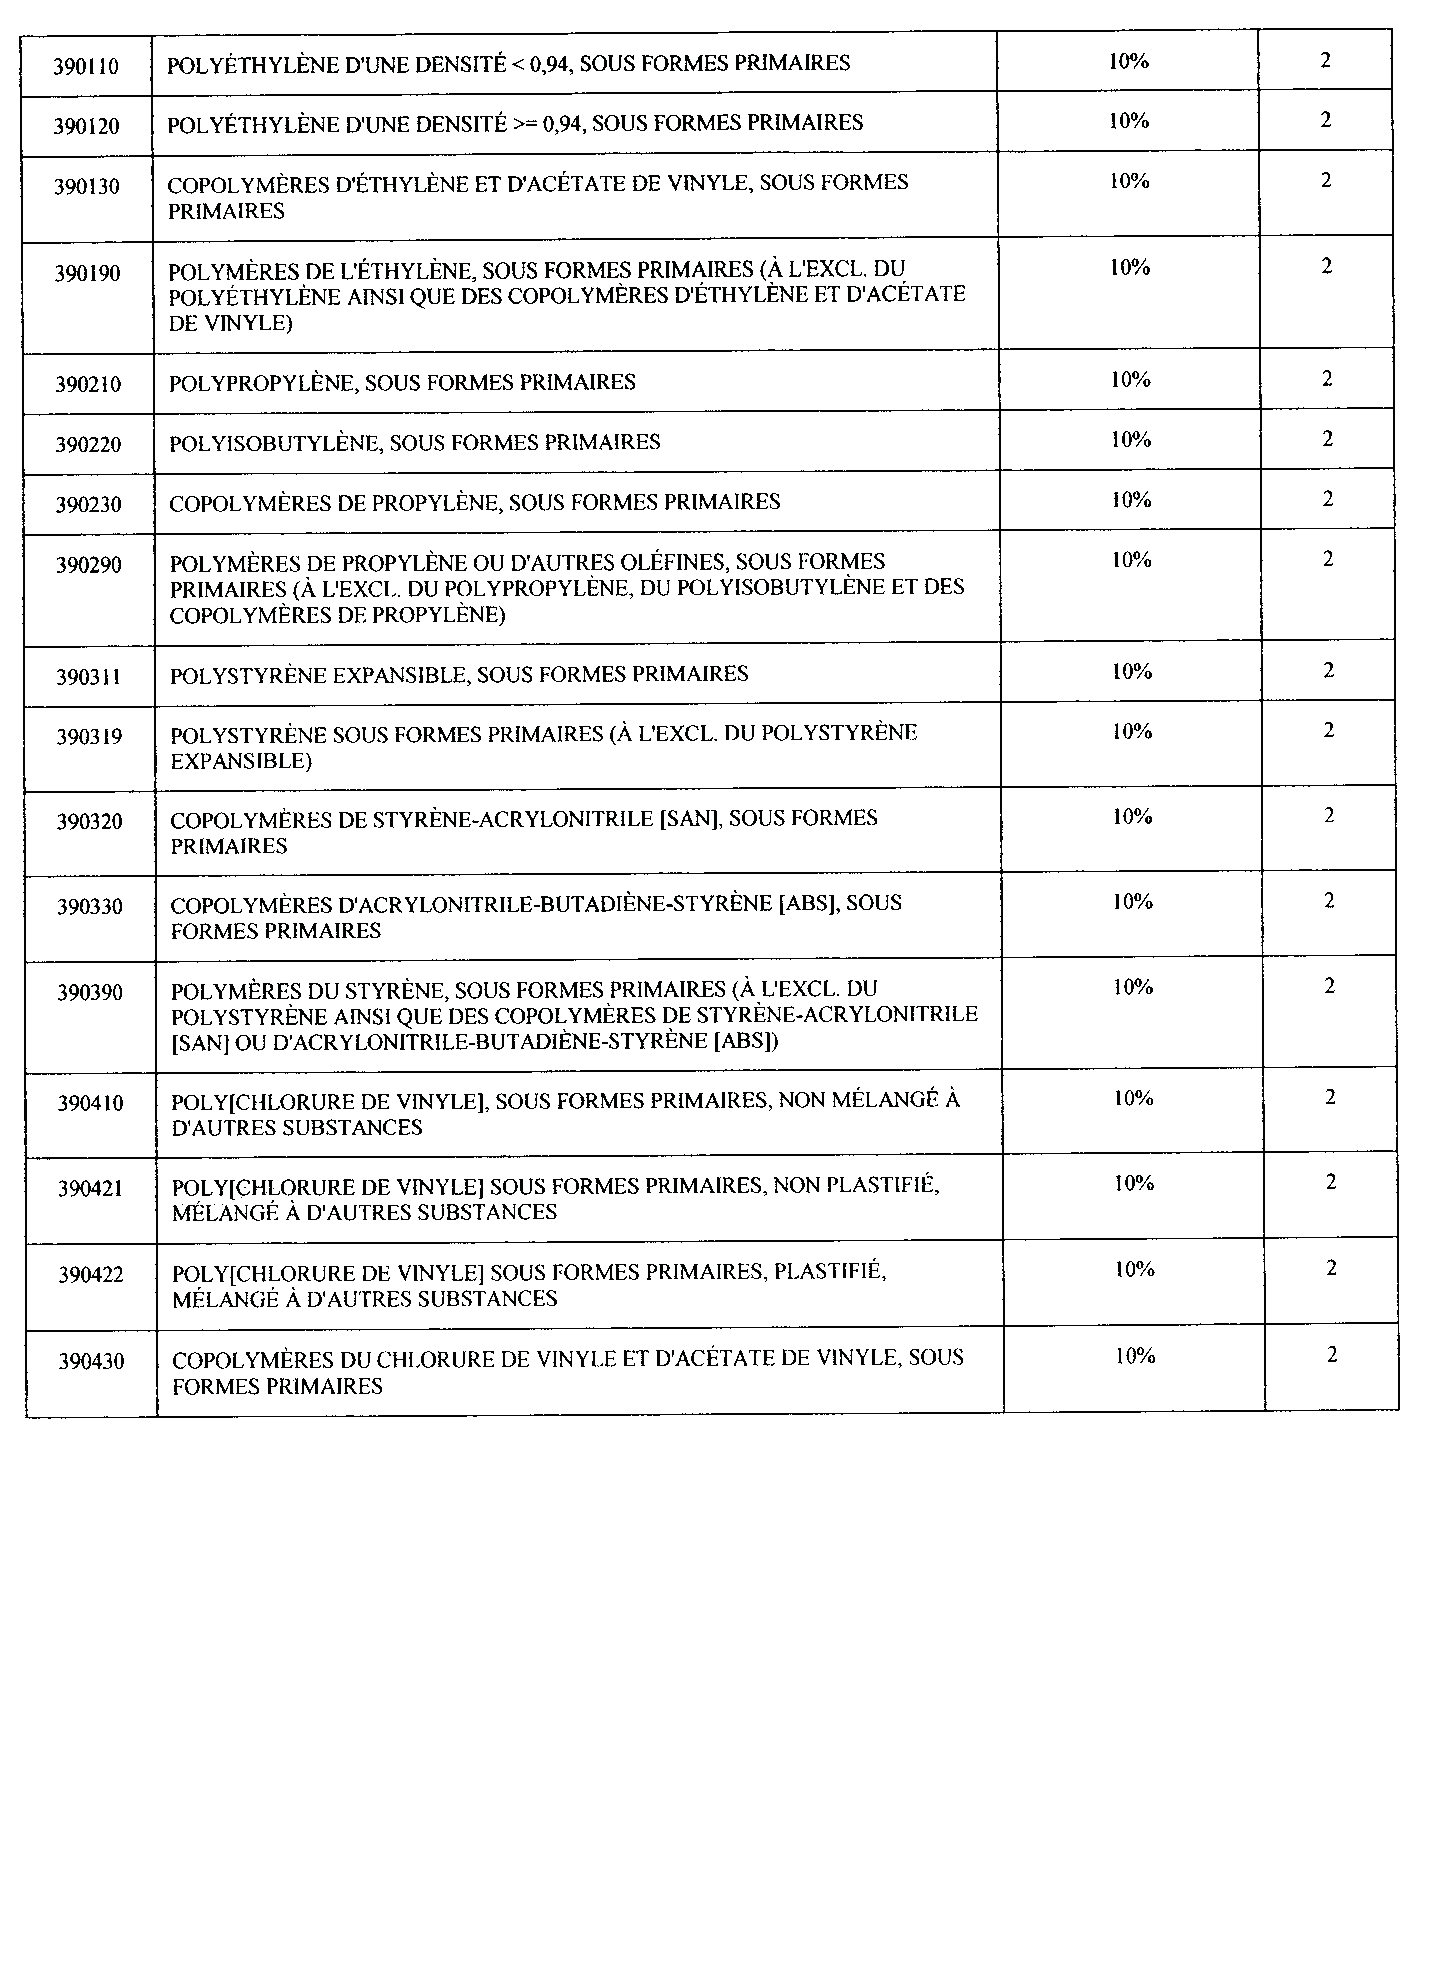 390110 POLYÉTHYLÈNE D'UNE DENSITÉ < 0,94, SOUS FORMES PRIMAIRES 10% 2
390120 POLYÉTHYLÈNE D'UNE DENSITÉ >= 0,94, SOUS FORMES PRIMAIRES 10% 2
390130 COPOLYMÈRES D'ÉTHYLÈNE ET D'ACÉTATE DE VINYLE, SOUS FORMES 10% 2
PRIMAIRES
390190 POLYMÈRES DE L'ÉTHYLÈNE, SOUS FORMES PRIMAIRES (À L'EXCL. DU 10% 2
POLYÉTHYLÈNE AINSI QUE DES COPOLYMÈRES D'ÉTHYLÈNE ET D'ACÉTATE
DE VINYLE)
390210 POLYPROPYLÈNE, SOUS FORMES PRIMAIRES 10% 2
390220 POLYISOBUTYLÈNE, SOUS FORMES PRIMAIRES 10% 2
390230 COPOLYMÈRES DE PROPYLÈNE, SOUS FORMES PRIMAIRES 10% 2
390290 POLYMÈRES DE PROPYLÈNE OU D'AUTRES OLÉFINES, SOUS FORMES 10% 2
PRIMAIRES (À L'EXCL. DU POLYPROPYLÈNE, DU POLYISOBUTYLÈNE ET DES
COPOLYMÈRES DE PROPYLÈNE)
390311 POLYSTYRÈNE EXPANSIBLE, SOUS FORMES PRIMAIRES 10% 2
390319 POLYSTYRÈNE SOUS FORMES PRIMAIRES (À L'EXCL. DU POLYSTYRÈNE 10% 2
EXPANSIBLE)
390320 COPOLYMÈRES DE STYRÈNE-ACRYLONITRILE [SAN], SOUS FORMES 10% 2
PRIMAIRES
390330 COPOLYMÈRES D'ACRYLONITRILE-BUTADIÈNE-STYRÈNE [ABS], SOUS 10% 2
FORMES PRIMAIRES
390390 POLYMÈRES DU STYRÈNE, SOUS FORMES PRIMAIRES (À L'EXCL. DU 10% 2
POLYSTYRÈNE AINSI QUE DES COPOLYMÈRES DE STYRÈNE-ACRYLONITRILE
[SAN] OU D'ACRYLONITRILE-BUTADIÈNE-STYRÈNE [ABS])
390410 POLY[CHLORURE DE VINYLE], SOUS FORMES PRIMAIRES, NON MÉLANGÉ À 10% 2
D'AUTRES SUBSTANCES
390421 POLY[CHLORURE DE VINYLE] SOUS FORMES PRIMAIRES, NON PLASTIFIÉ, 10% 2
MÉLANGÉ À D'AUTRES SUBSTANCES
390422 POLY[CHLORURE DE VINYLE] SOUS FORMES PRIMAIRES, PLASTIFIÉ, 10% 2
MÉLANGÉ À D'AUTRES SUBSTANCES
390430 COPOLYMÈRES DU CHLORURE DE VINYLE ET D'ACÉTATE DE VINYLE, SOUS 10% 2
FORMES PRIMAIRES